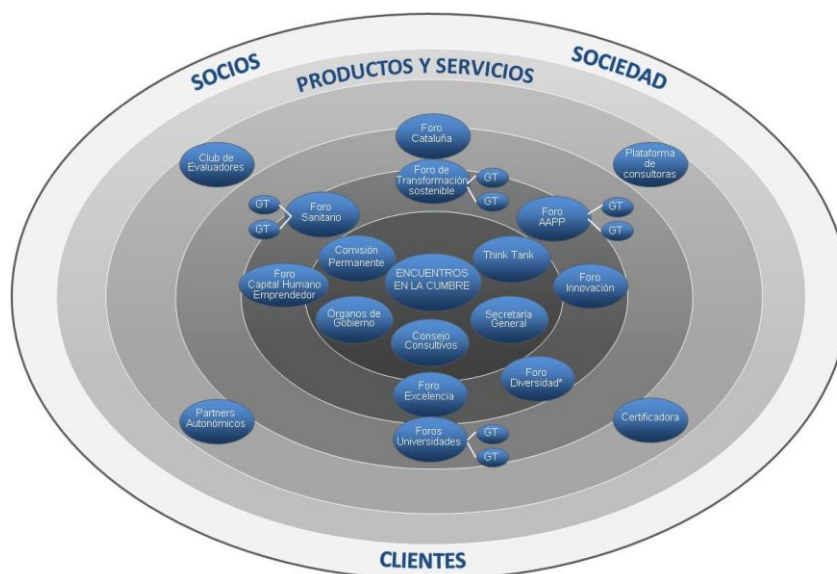 SOCIOS
PRODUCTOS Y SERVICIOS
SOCIEDAD
Foro
Cataluña
Club de
Evaluadores
Plataforma
de
consultoras
Foro de
Transformación
sostenible
GT
GT
GT
GT
Foro
Sanitario
Foro
AAPP
GT
GT
Comisión
Permanente
ENCUENTROS
EN LA CUMBRE
Think Tank
Foro
Capital Humano
Emprendedor
Foro
Innovación
Órganos de
Gobierno
Consejo
Consultivos
Secretaría
General
Foro
Excelencia
Foro
Diversidad*
Partners
Autonómicos
Foros
Universidades
GT
GT
Certificadora
CLIENTES